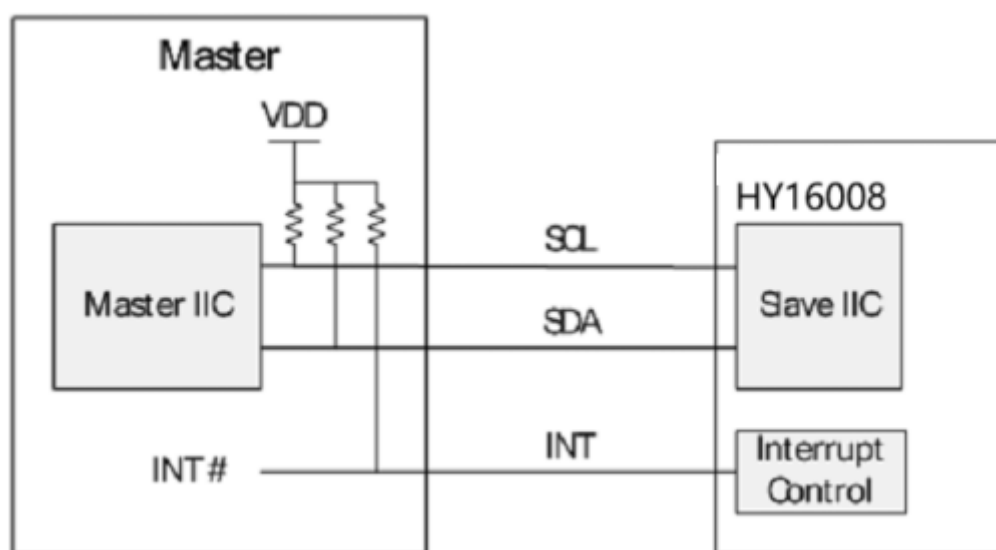 Master
VDD
HY16008
SCL
Master IIC
Slave IIC
SDA
INT
INT#
Interrupt
Control